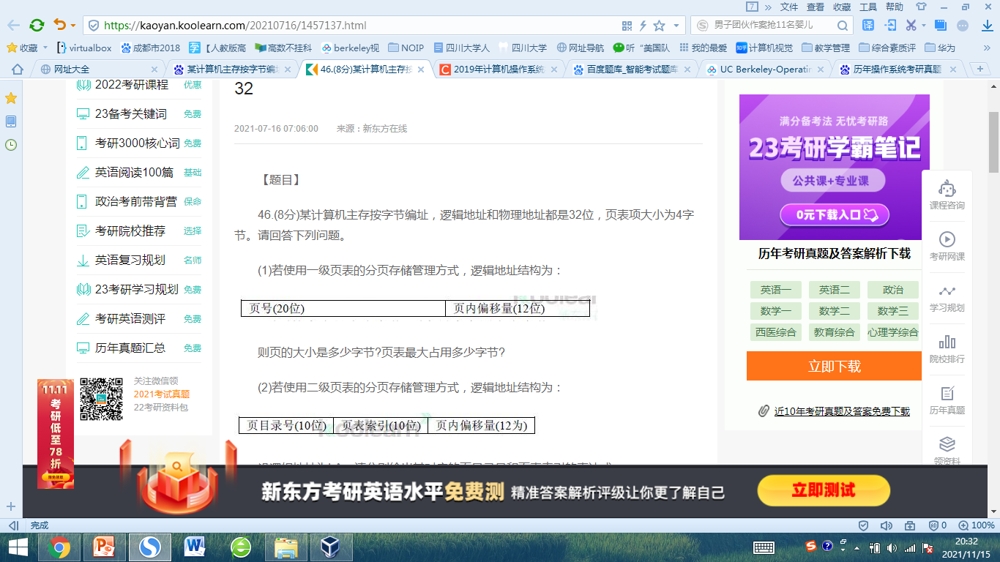 7 » 文件 查看 收藏 工具 帮助
https://kaoyan.koolearn.com/20210716/1457137.html
男子团伙作案抢11名婴儿
译
收藏 virtualbox 成都市2018 【人教版高 高数不挂科 berkeley视 NOIP 四川大学人 四川大学 网址导航 听“美国队 我的最爱 计算机视觉 教学管理 综合素质评 华为 »
网址大全 某计算机主存按字节编 46.(8分)某计算机主存按 2019年计算机操作系统 百度题库_智能考试题库 UC Berkeley-Operatin 历年操作系统考研真题
2022考研课程 优惠
23备考关键词 免费
考研3000核心词 免费
英语阅读100篇 基础
政治考前带背营 保命
考研院校推荐 选择
英语复习规划 名师
23考研学习规划 免费
考研英语测评 免费
历年真题汇总 免费
关注微信领
2021考试真题
22考研资料包
11.11
考研低至78折
32
2021-07-16 07:06:00 来源：新东方在线
【题目】
46.(8分)某计算机主存按字节编址，逻辑地址和物理地址都是32位，页表项大小为4字
节。请回答下列问题。
(1)若使用一级页表的分页存储管理方式，逻辑地址结构为：
页号(20位) 页内偏移量(12位)
则页的大小是多少字节?页表最大占用多少字节?
(2)若使用二级页表的分页存储管理方式，逻辑地址结构为：
页目录号(10位) 页表索引(10位) 页内偏移量(12为)
koolearn
满分备考法 无忧考研路
23考研学霸笔记
公共课+专业课
0元下载入口
历年考研真题及答案解析下载
英语一 英语二 政治
数学一 数学二 数学三
西医综合 教育综合 心理学综合
立即下载
近10年考研真题及答案免费下载
课程咨询
考研网课
学习规划
院校排行
历年真题
领资料
新东方考研英语水平免费测 精准答案解析评级让你更了解自己 立即测试
完成 0 100%
20:32
2021/11/15